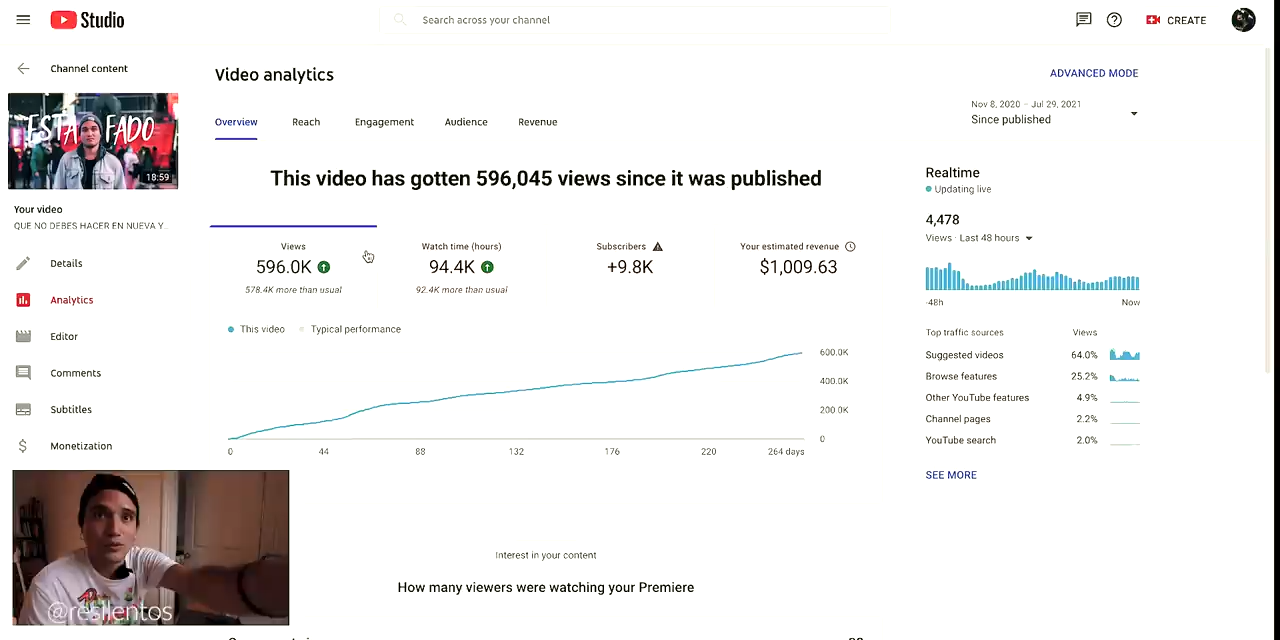 Studio
Search across your channel
CREATE
Channel content
ESTA FADO
18:59
Your video
QUE NO DEBES HACER EN NUEVA Y...
Details
Analytics
Editor
Comments
Subtitles
$ Monetization
@resilentos
Video analytics
ADVANCED MODE
Overview Reach Engagement Audience Revenue
Nov 8, 2020 – Jul 29, 2021
Since published
This video has gotten 596,045 views since it was published
Views
596.0K
578.4K more than usual
Watch time (hours)
94.4K
92.4K more than usual
Subscribers
+9.8K
Your estimated revenue
$1,009.63
This video Typical performance
600.0K
400.0K
200.0K
0
0 44 88 132 176 220 264 days
Interest in your content
How many viewers were watching your Premiere
Realtime
Updating live
4,478
Views · Last 48 hours
-48h Now
Top traffic sources Views
Suggested videos 64.0%
Browse features 25.2%
Other YouTube features 4.9%
Channel pages 2.2%
YouTube search 2.0%
SEE MORE